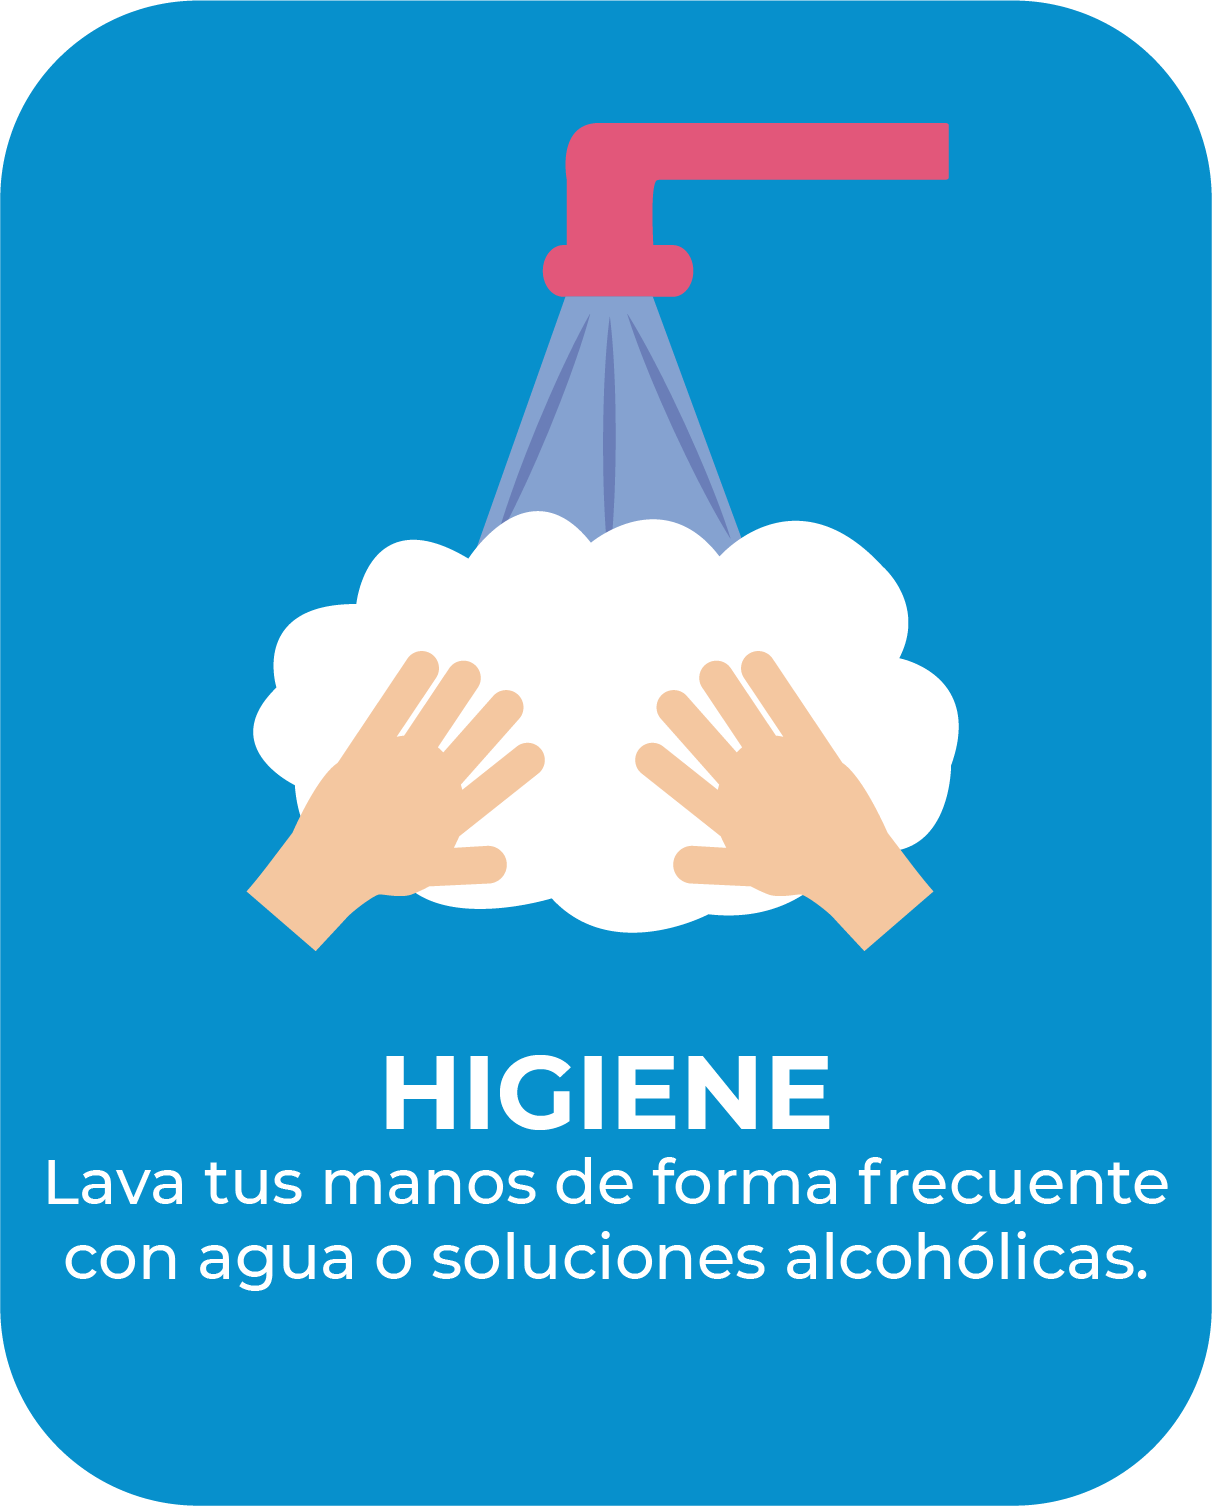 HIGIENE
Lava tus manos de forma frecuente
con agua o soluciones alcohólicas.